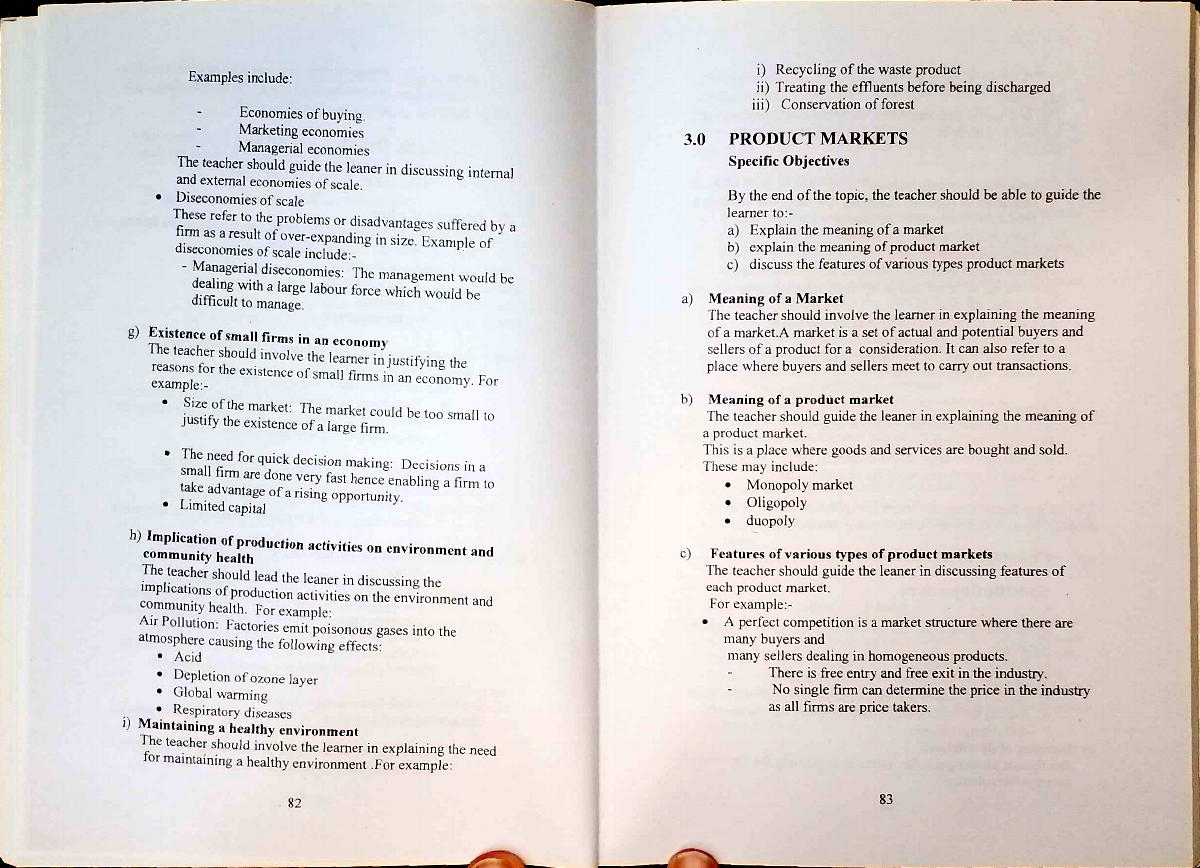 Examples include:
- Economies of buying
- Marketing economies
- Managerial economies
The teacher should guide the leaner in discussing internal
and external economies of scale.
• Diseconomies of scale
These refer to the problems or disadvantages suffered by a
firm as a result of over-expanding in size. Example of
diseconomies of scale include:-
- Managerial diseconomies: The management would be
dealing with a large labour force which would be
difficult to manage.
g) Existence of small firms in an economy
The teacher should involve the learner in justifying the
reasons for the existence of small firms in an economy. For
example:-
• Size of the market: The market could be too small to
justify the existence of a large firm.
• The need for quick decision making: Decisions in a
small firm are done very fast hence enabling a firm to
take advantage of a rising opportunity.
• Limited capital
h) Implication of production activities on environment and
community health
The teacher should lead the leaner in discussing the
implications of production activities on the environment and
community health. For example:
Air Pollution: Factories emit poisonous gases into the
atmosphere causing the following effects:
• Acid
• Depletion of ozone layer
• Global warming
• Respiratory diseases
i) Maintaining a healthy environment
The teacher should involve the learner in explaining the need
for maintaining a healthy environment .For example:
82
i) Recycling of the waste product
ii) Treating the effluents before being discharged
iii) Conservation of forest
3.0 PRODUCT MARKETS
Specific Objectives
By the end of the topic, the teacher should be able to guide the
learner to:-
a) Explain the meaning of a market
b) explain the meaning of product market
c) discuss the features of various types product markets
a) Meaning of a Market
The teacher should involve the learner in explaining the meaning
of a market.A market is a set of actual and potential buyers and
sellers of a product for a consideration. It can also refer to a
place where buyers and sellers meet to carry out transactions.
b) Meaning of a product market
The teacher should guide the leaner in explaining the meaning of
a product market.
This is a place where goods and services are bought and sold.
These may include:
• Monopoly market
• Oligopoly
• duopoly
c) Features of various types of product markets
The teacher should guide the leaner in discussing features of
each product market.
For example:-
• A perfect competition is a market structure where there are
many buyers and
many sellers dealing in homogeneous products.
- There is free entry and free exit in the industry.
- No single firm can determine the price in the industry
as all firms are price takers.
83